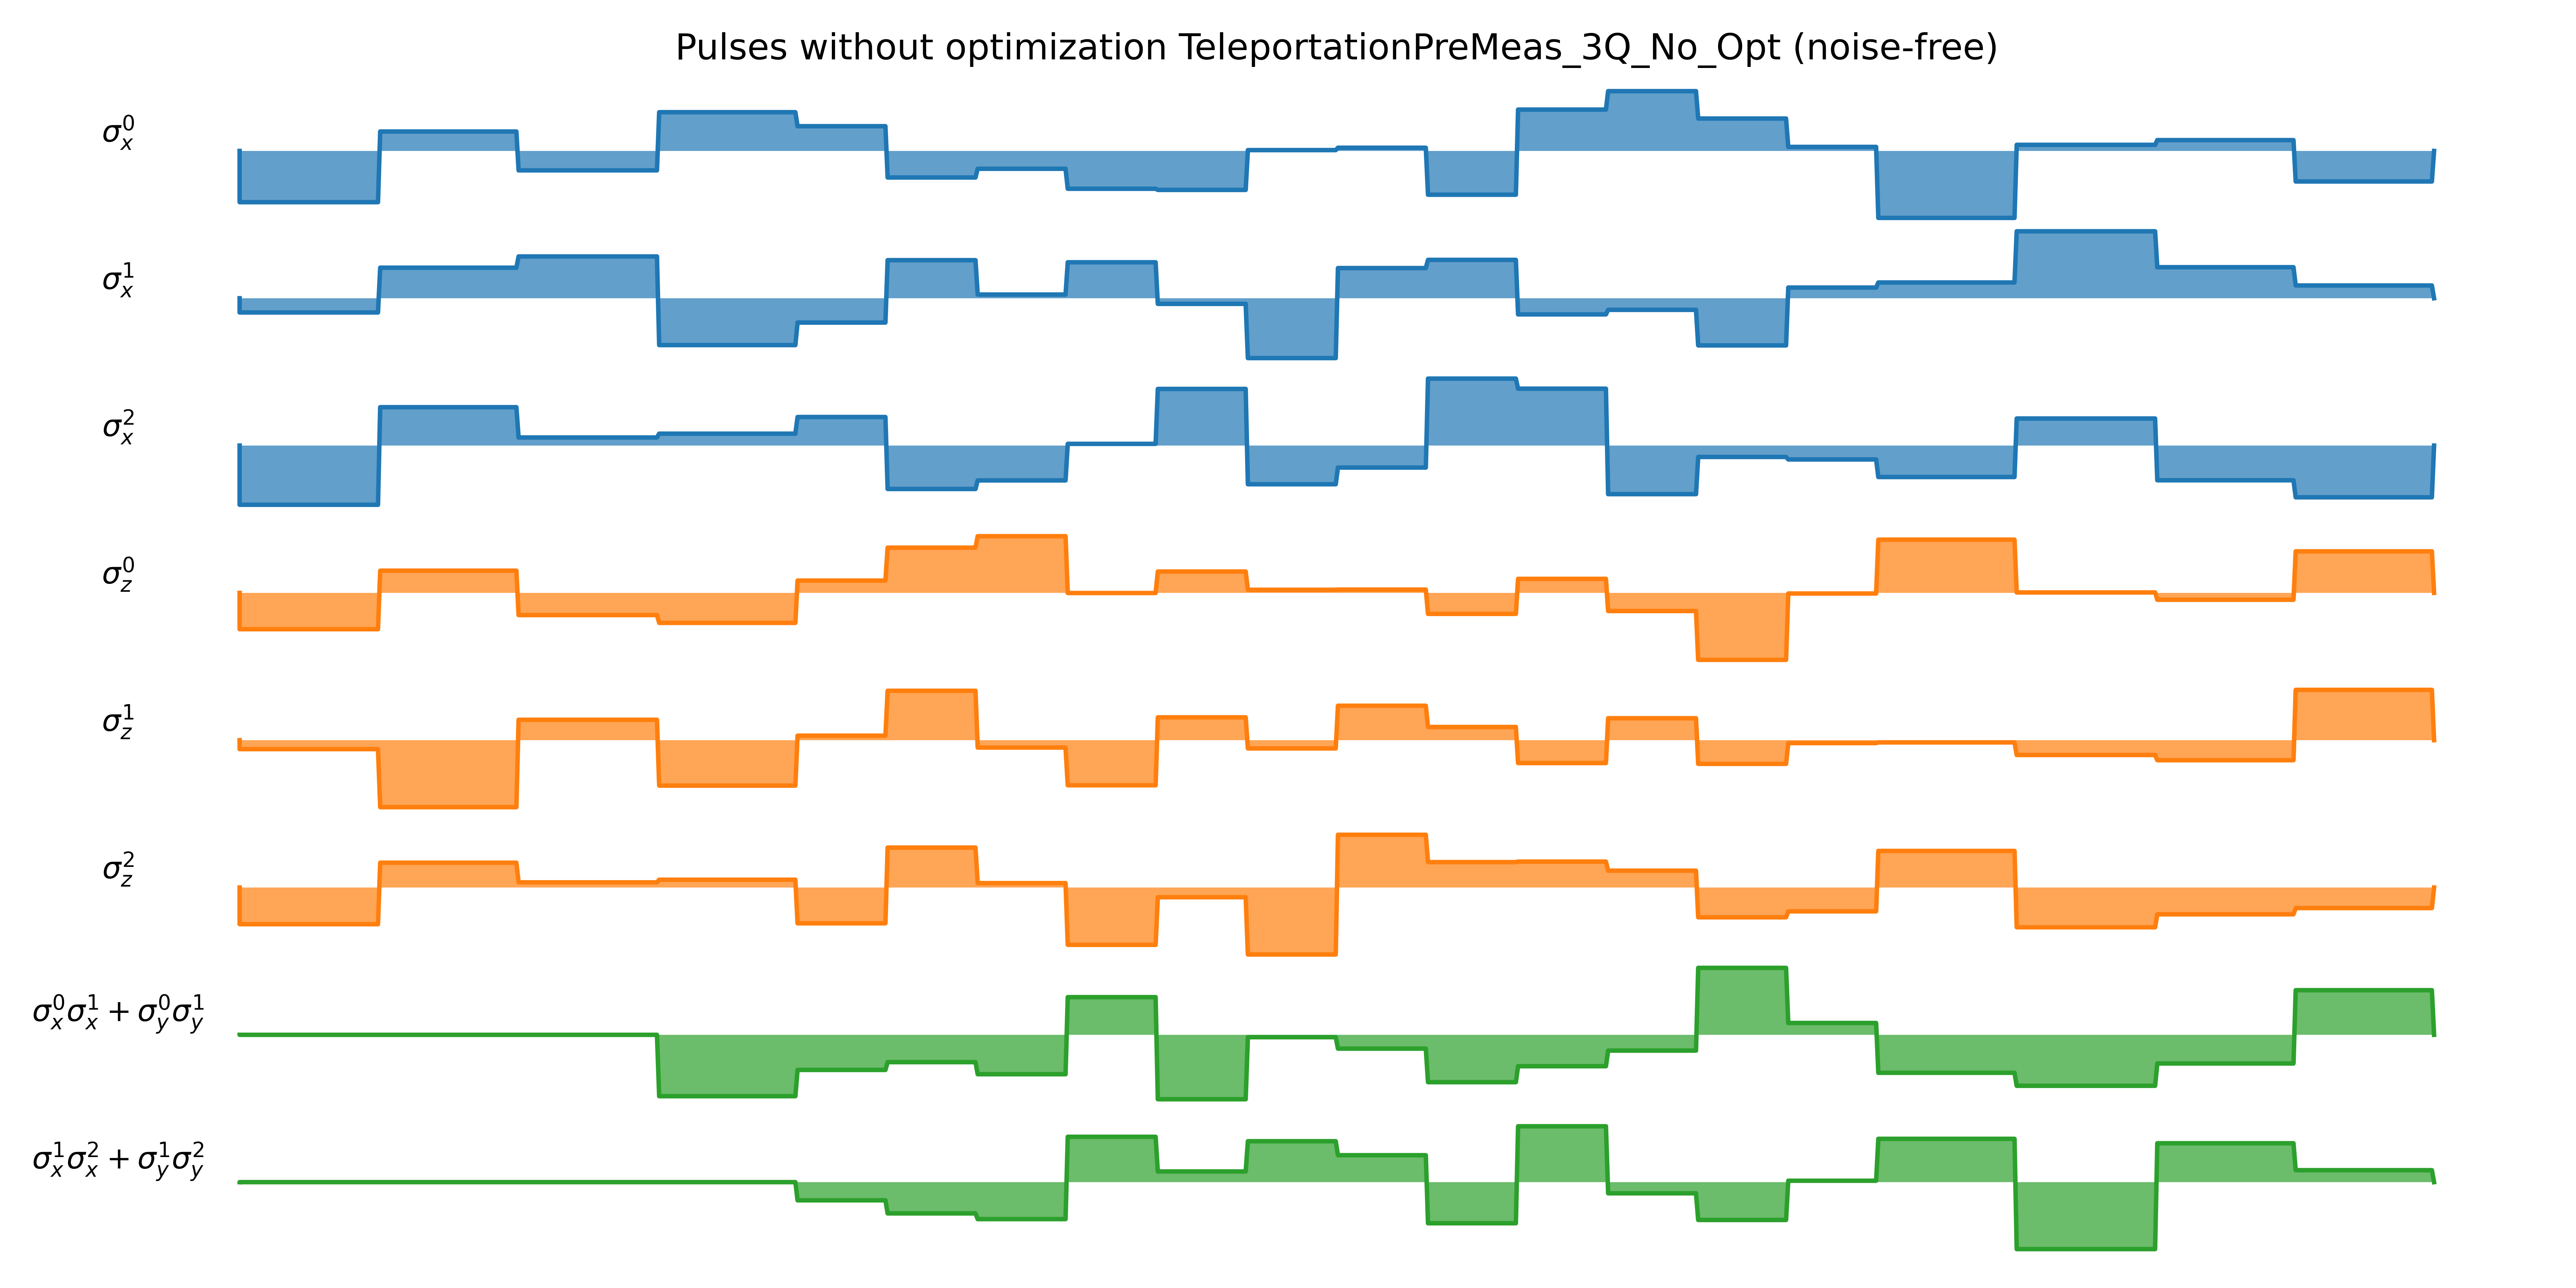 Pulses without optimization TeleportationPreMeas_3Q_No_Opt (noise-free)
σ_x^0
σ_x^1
σ_x^2
σ_z^0
σ_z^1
σ_z^2
σ_x^0σ_x^1 + σ_y^0σ_y^1
σ_x^1σ_x^2 + σ_y^1σ_y^2